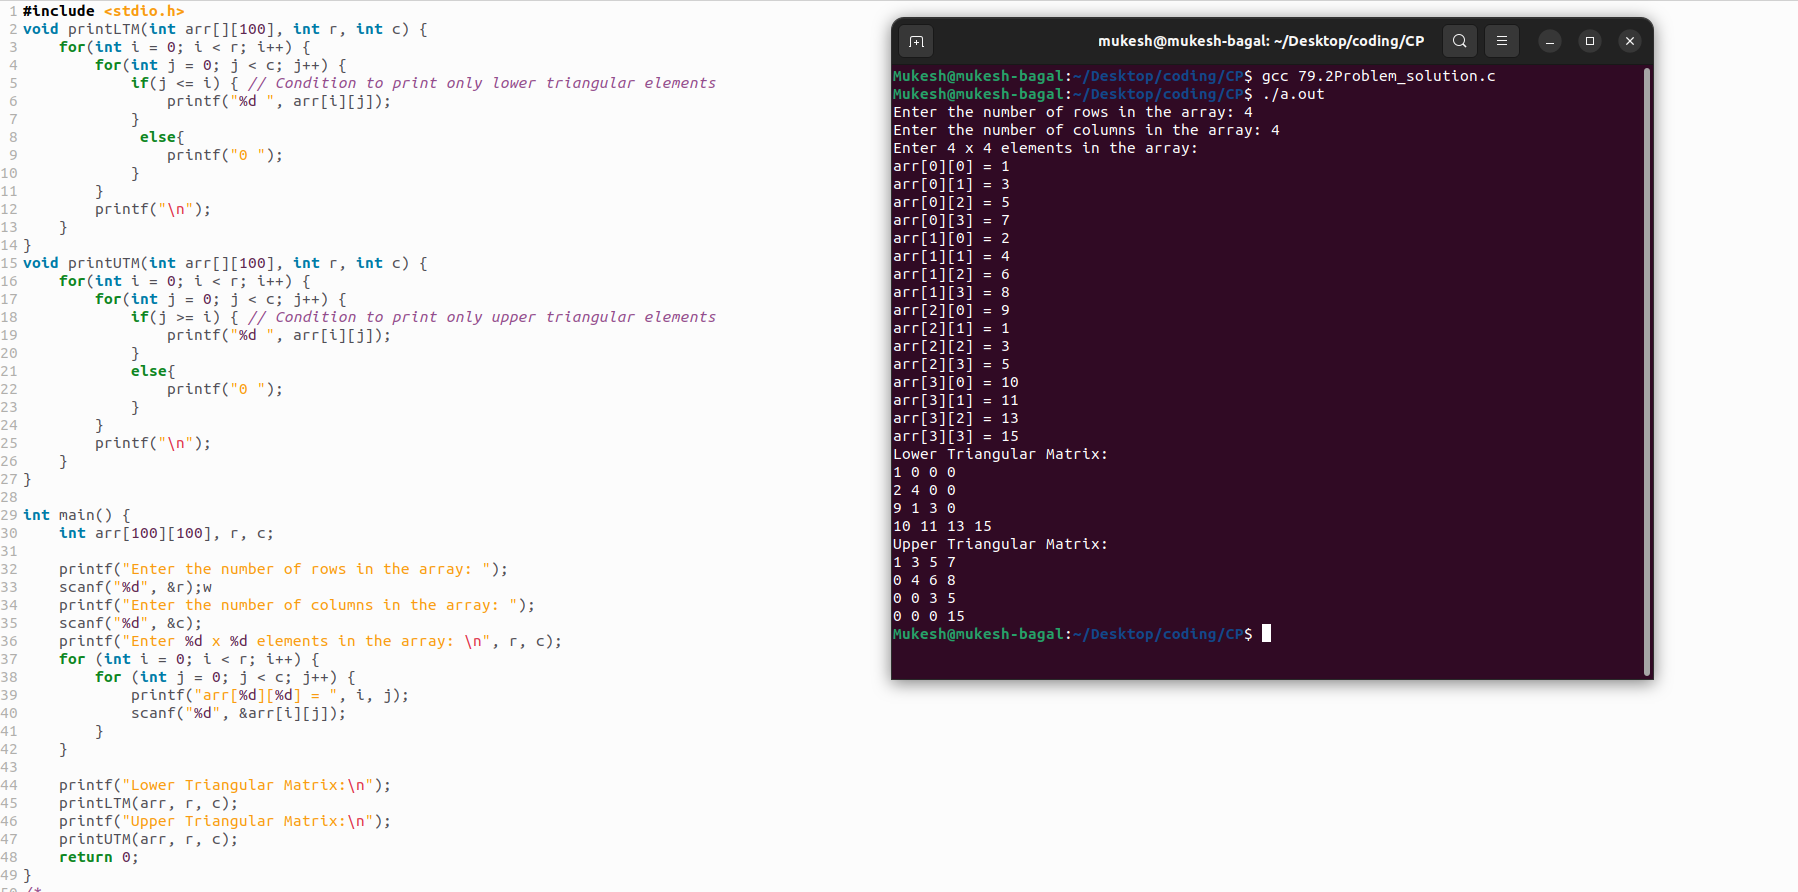 1 #include <stdio.h>
2 void printLTM(int arr[][100], int r, int c) {
3     for(int i = 0; i < r; i++) {
4         for(int j = 0; j < c; j++) {
5             if(j <= i) { // Condition to print only lower triangular elements
6                 printf("%d ", arr[i][j]);
7             }
8              else{
9                 printf("0 ");
10             }
11         }
12         printf("\n");
13     }
14 }
15 void printUTM(int arr[][100], int r, int c) {
16     for(int i = 0; i < r; i++) {
17         for(int j = 0; j < c; j++) {
18             if(j >= i) { // Condition to print only upper triangular elements
19                 printf("%d ", arr[i][j]);
20             }
21             else{
22                 printf("0 ");
23             }
24         }
25         printf("\n");
26     }
27 }
28
29 int main() {
30     int arr[100][100], r, c;
31
32     printf("Enter the number of rows in the array: ");
33     scanf("%d", &r);w
34     printf("Enter the number of columns in the array: ");
35     scanf("%d", &c);
36     printf("Enter %d x %d elements in the array: \n", r, c);
37     for (int i = 0; i < r; i++) {
38         for (int j = 0; j < c; j++) {
39             printf("arr[%d][%d] = ", i, j);
40             scanf("%d", &arr[i][j]);
41         }
42     }
43
44     printf("Lower Triangular Matrix:\n");
45     printLTM(arr, r, c);
46     printf("Upper Triangular Matrix:\n");
47     printUTM(arr, r, c);
48     return 0;
49 }
50 /*
mukesh@mukesh-bagal: ~/Desktop/coding/CP
Mukesh@mukesh-bagal:~/Desktop/coding/CP$ gcc 79.2Problem_solution.c
Mukesh@mukesh-bagal:~/Desktop/coding/CP$ ./a.out
Enter the number of rows in the array: 4
Enter the number of columns in the array: 4
Enter 4 x 4 elements in the array:
arr[0][0] = 1
arr[0][1] = 3
arr[0][2] = 5
arr[0][3] = 7
arr[1][0] = 2
arr[1][1] = 4
arr[1][2] = 6
arr[1][3] = 8
arr[2][0] = 9
arr[2][1] = 1
arr[2][2] = 3
arr[2][3] = 5
arr[3][0] = 10
arr[3][1] = 11
arr[3][2] = 13
arr[3][3] = 15
Lower Triangular Matrix:
1 0 0 0
2 4 0 0
9 1 3 0
10 11 13 15
Upper Triangular Matrix:
1 3 5 7
0 4 6 8
0 0 3 5
0 0 0 15
Mukesh@mukesh-bagal:~/Desktop/coding/CP$